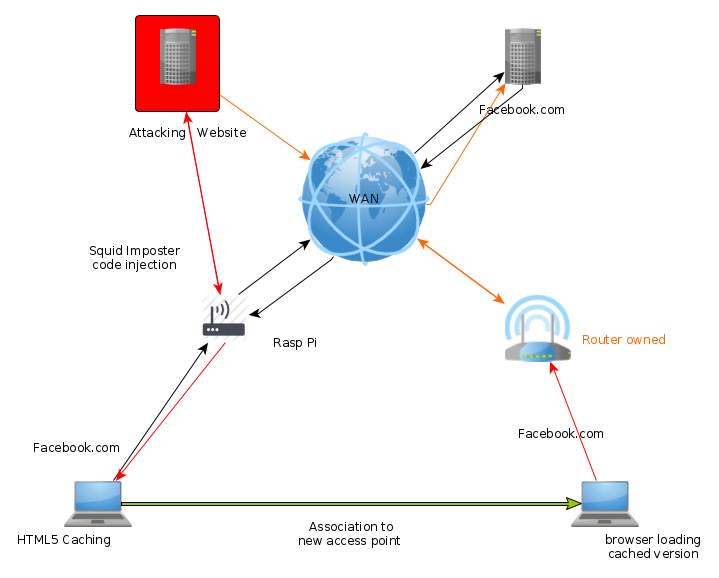 Facebook.com
Attacking Website
WAN
Squid Imposter
code injection
Rasp Pi
Router owned
Facebook.com
Facebook.com
Association to
new access point
HTML5 Caching
browser loading
cached version